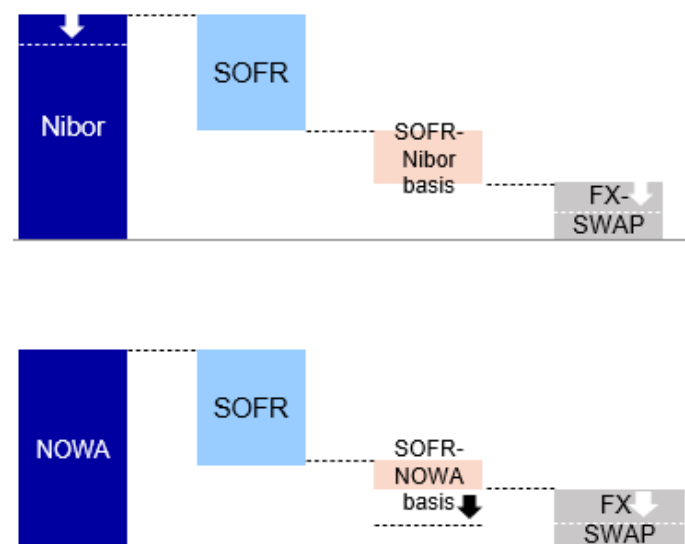 Nibor
SOFR
SOFR-
Nibor
basis
FX-
SWAP
NOWA
SOFR
SOFR-
NOWA
basis
FX
SWAP